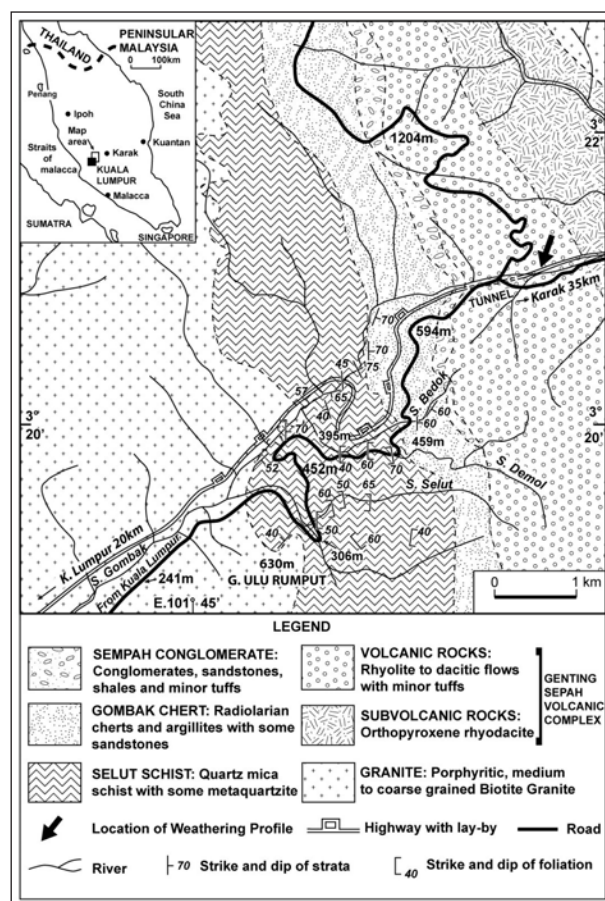 PENINSULAR
MALAYSIA
THAILAND
0 100km
Penang
South
China
Sea
Ipoh
Map
area
Straits
of
malacca
Karak
Kuantan
KUALA
LUMPUR
Malacca
SUMATRA
SINGAPORE
3°
22'
1204m
TUNNEL
Karak 35km
594m
70
70
75
45
65
57
40
S. Bedok
60
60
3°
20'
70
395m
459m
52
452m
40
60
70
S. Demol
50
65
S. Selut
60
50
40
60
40
306m
630m
G. ULU RUMPUT
K. Lumpur 20km
S. Gombak
From Kuala Lumpur
241m
E.101° 45'
0 1 km
LEGEND
SEMPAH CONGLOMERATE:
Conglomerates, sandstones,
shales and minor tuffs
GOMBAK CHERT: Radiolarian
cherts and argillites with some
sandstones
SELUT SCHIST: Quartz mica
schist with some metaquartzite
VOLCANIC ROCKS:
Rhyolite to dacitic flows
with minor tuffs
SUBVOLCANIC ROCKS:
Orthopyroxene rhyodacite
GENTING
SEPAH
VOLCANIC
COMPLEX
GRANITE: Porphyritic, medium
to coarse grained Biotite Granite
Location of Weathering Profile
Highway with lay-by
Road
River
70 Strike and dip of strata
40 Strike and dip of foliation